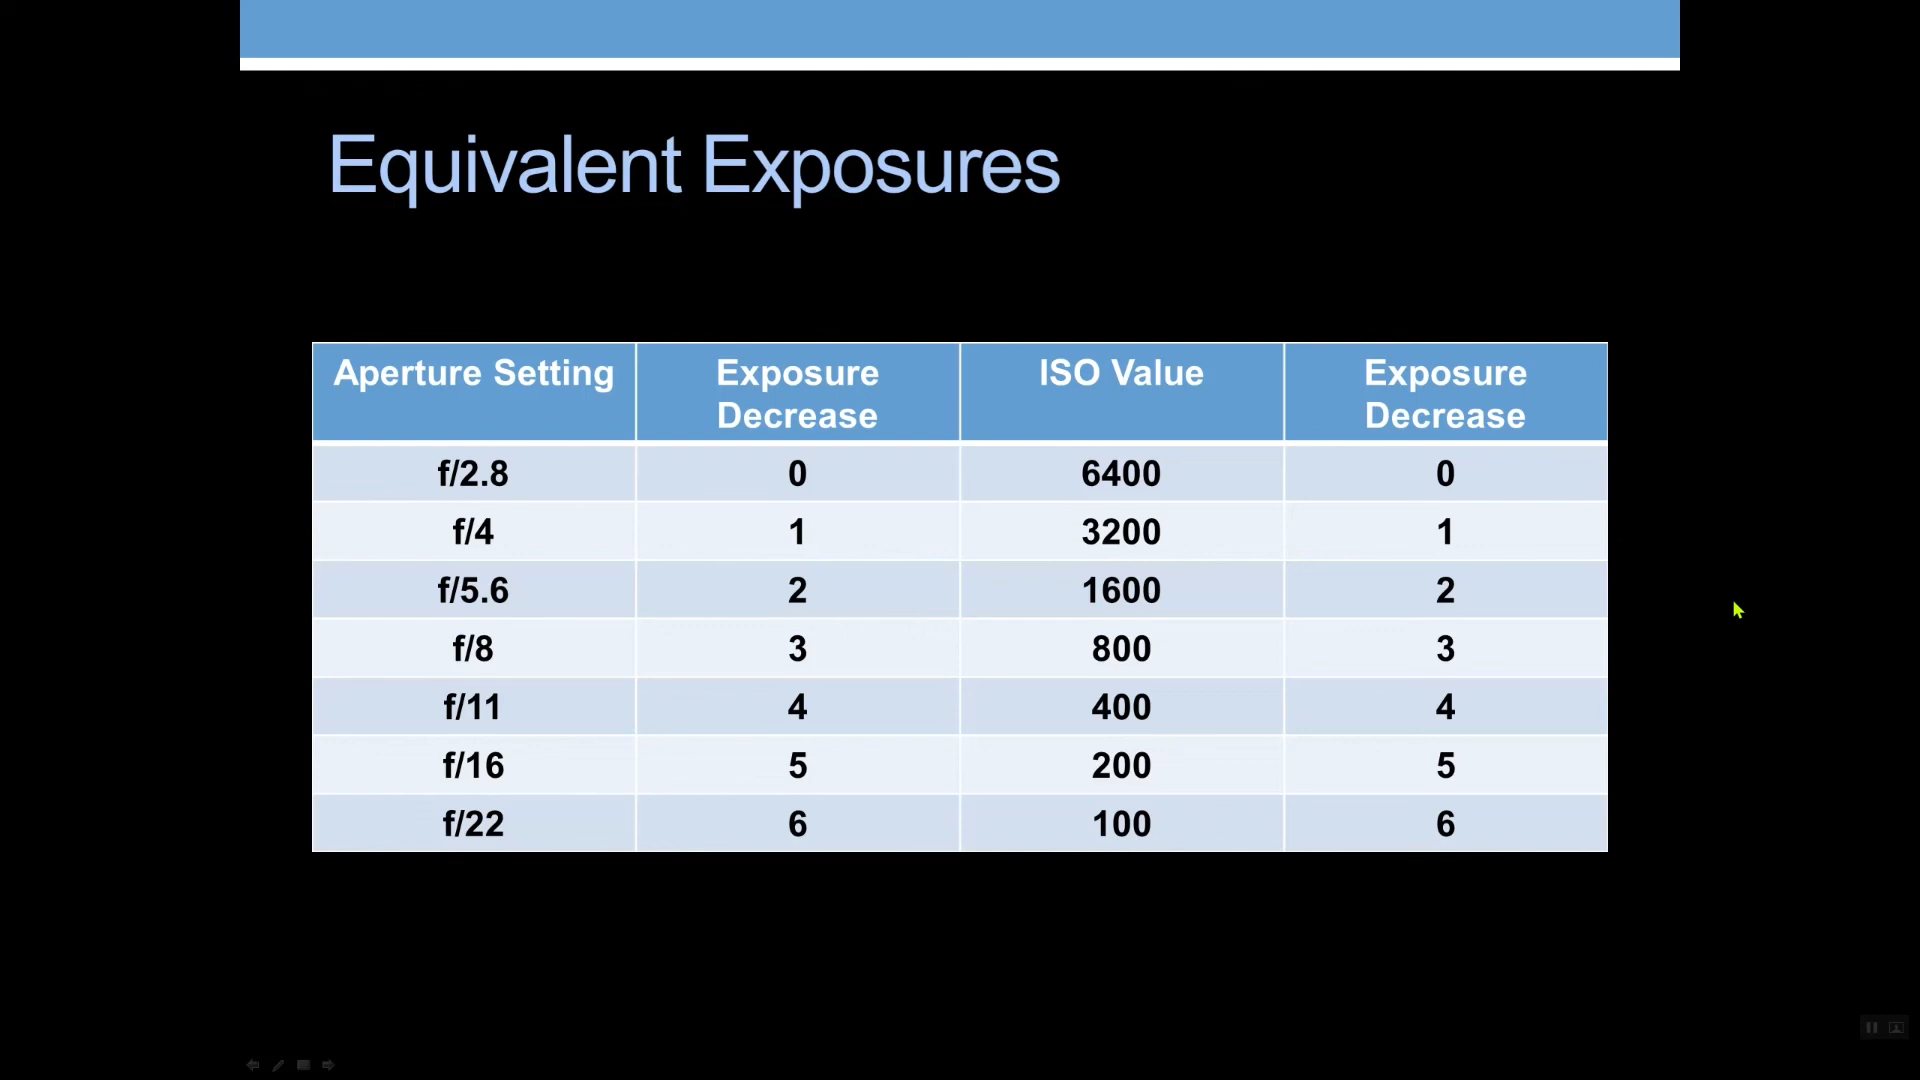 Equivalent Exposures
Aperture Setting Exposure Decrease ISO Value Exposure Decrease
f/2.8 0 6400 0
f/4 1 3200 1
f/5.6 2 1600 2
f/8 3 800 3
f/11 4 400 4
f/16 5 200 5
f/22 6 100 6